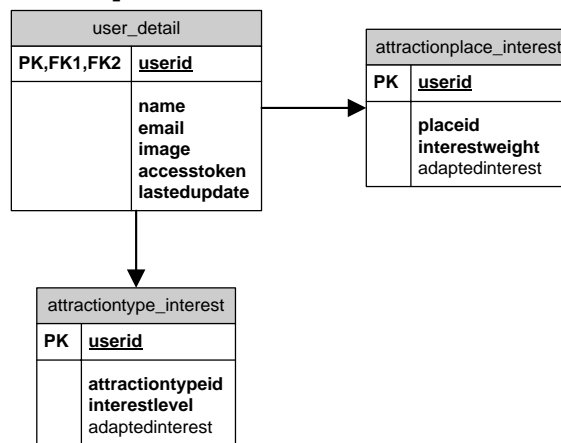 user_detail
PK,FK1,FK2 userid
name
email
image
accesstoken
lastedupdate
attractionplace_interest
PK userid
placeid
interestweight
adaptedinterest
attractiontype_interest
PK userid
attractiontypeid
interestlevel
adaptedinterest